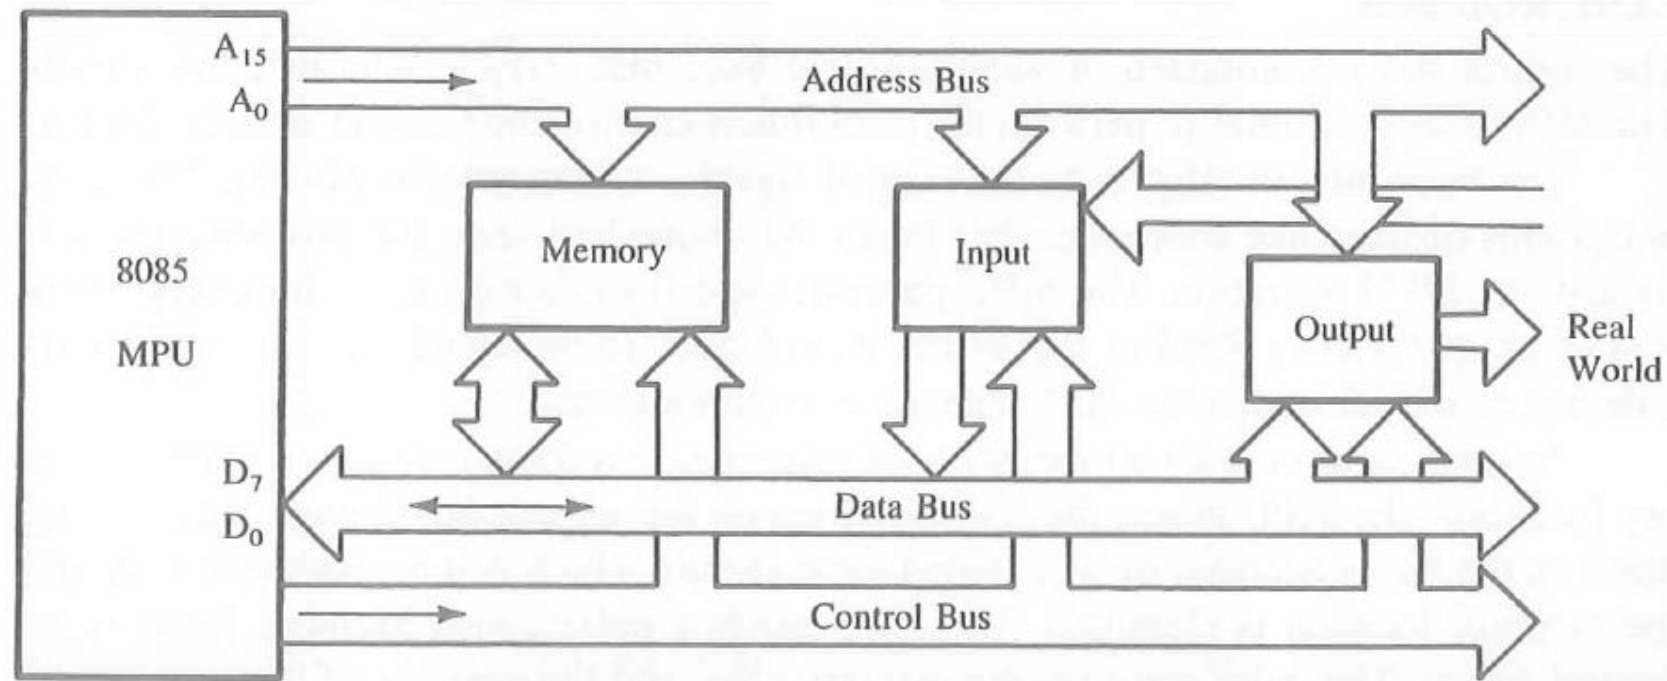 A15
Address Bus
A0
8085
MPU
Memory
Input
Output
Real
World
D7
Data Bus
D0
Control Bus